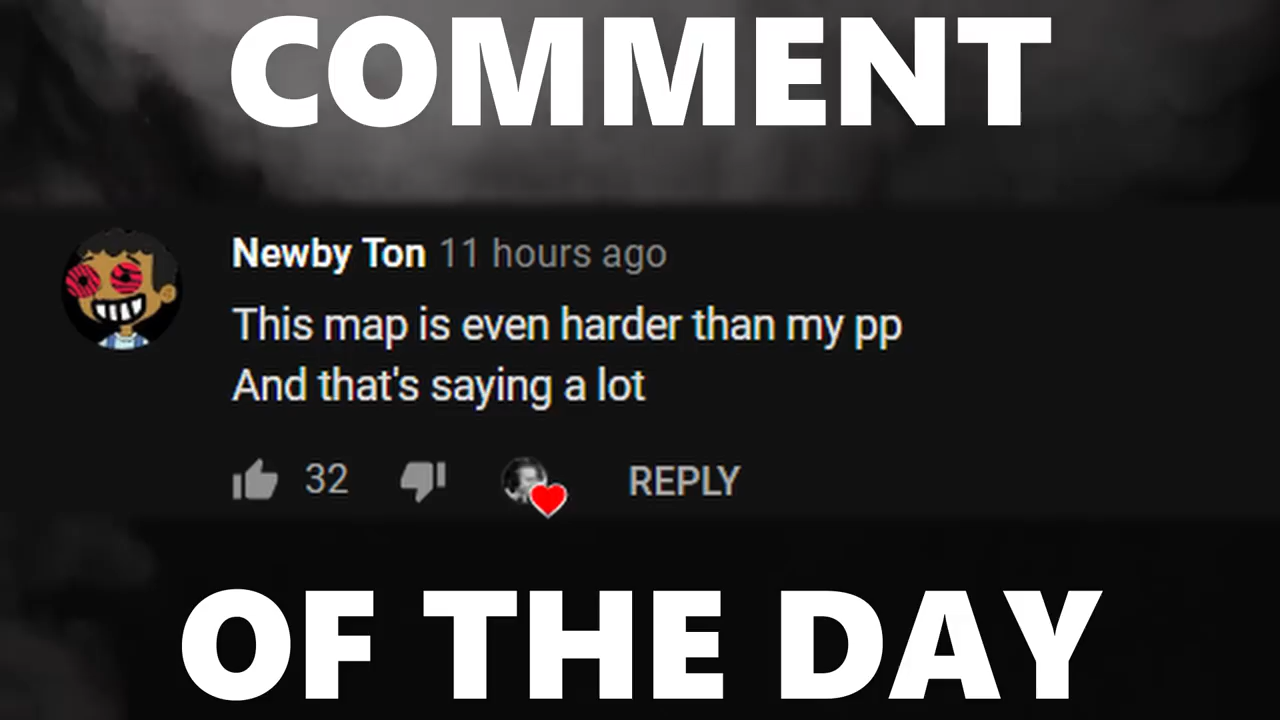 COMMENT
Newby Ton 11 hours ago
This map is even harder than my pp
And that's saying a lot
32 REPLY
OF THE DAY